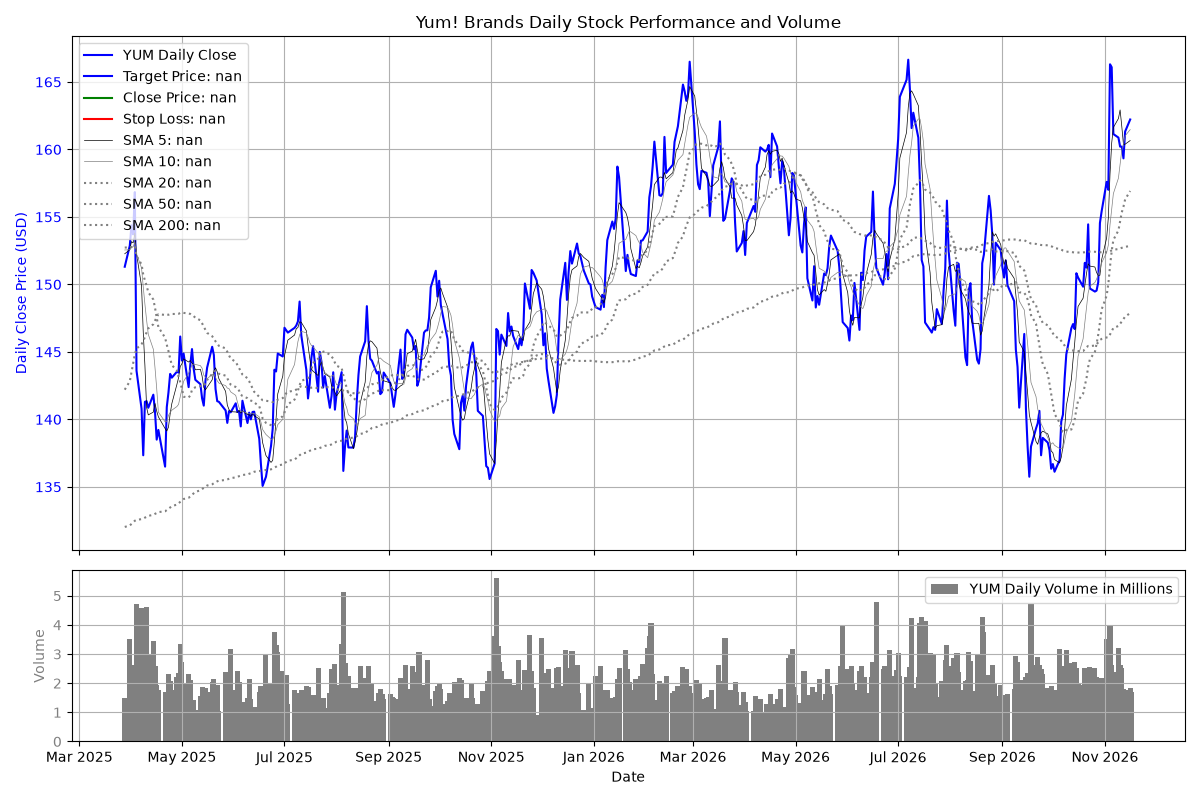 Yum! Brands Daily Stock Performance and Volume
YUM Daily Close
Target Price: nan
Close Price: nan
Stop Loss: nan
SMA 5: nan
SMA 10: nan
SMA 20: nan
SMA 50: nan
SMA 200: nan
Daily Close Price (USD)
165
160
155
150
145
140
135
YUM Daily Volume in Millions
Volume
5
4
3
2
1
0
Mar 2025 May 2025 Jul 2025 Sep 2025 Nov 2025 Jan 2026 Mar 2026 May 2026 Jul 2026 Sep 2026 Nov 2026
Date